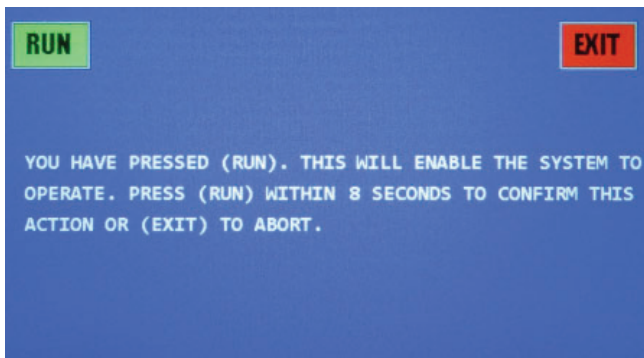 RUN
EXIT
YOU HAVE PRESSED (RUN). THIS WILL ENABLE THE SYSTEM TO
OPERATE. PRESS (RUN) WITHIN 8 SECONDS TO CONFIRM THIS
ACTION OR (EXIT) TO ABORT.